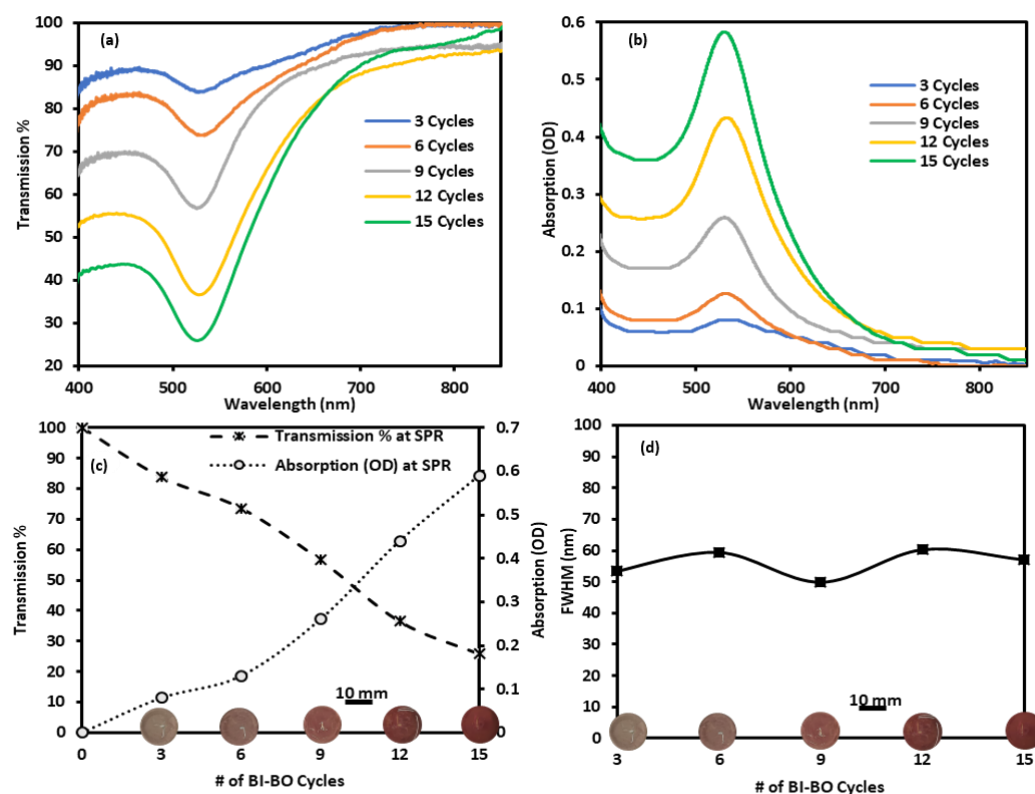 (a)
100
90
80
70
60
50
40
30
20
Transmission %
400 500 600 700 800
Wavelength (nm)
3 Cycles
6 Cycles
9 Cycles
12 Cycles
15 Cycles
(b)
0.6
0.5
0.4
0.3
0.2
0.1
0
Absorption (OD)
400 500 600 700 800
Wavelength (nm)
3 Cycles
6 Cycles
9 Cycles
12 Cycles
15 Cycles
(c)
Transmission % at SPR
Absorption (OD) at SPR
100
90
80
70
60
50
40
30
20
10
0
Transmission %
0.7
0.6
0.5
0.4
0.3
0.2
0.1
0
Absorption (OD)
10 mm
0 3 6 9 12 15
# of BI-BO Cycles
(d)
100
90
80
70
60
50
40
30
20
10
0
FWHM (nm)
10 mm
3 6 9 12 15
# of BI-BO Cycles